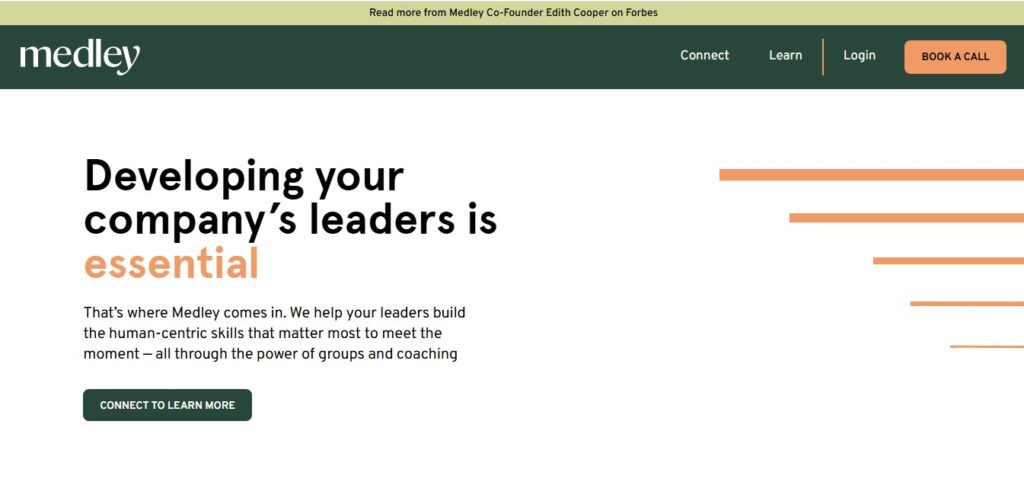 Read more from Medley Co-Founder Edith Cooper on Forbes
medley
Connect
Learn
Login
BOOK A CALL
Developing your
company’s leaders is
essential
That’s where Medley comes in. We help your leaders build
the human-centric skills that matter most to meet the
moment — all through the power of groups and coaching
CONNECT TO LEARN MORE